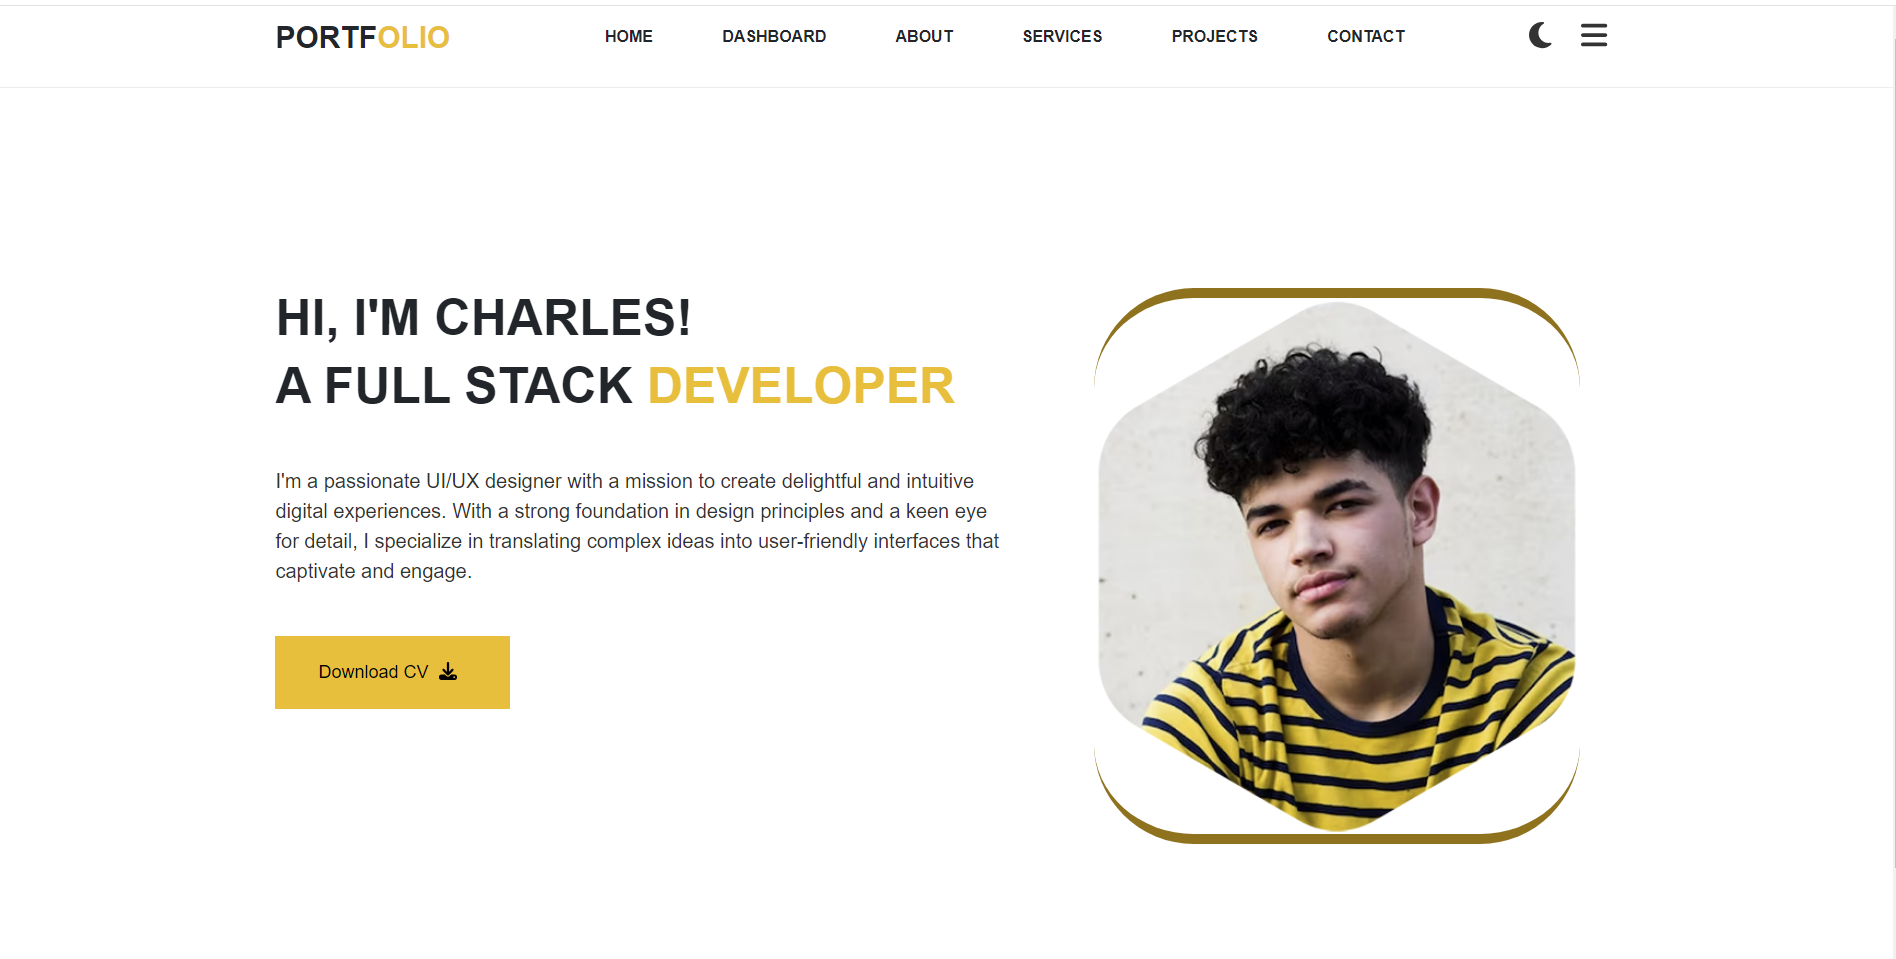 PORTFOLIO
HOME DASHBOARD ABOUT SERVICES PROJECTS CONTACT
HI, I'M CHARLES!
A FULL STACK DEVELOPER
I'm a passionate UI/UX designer with a mission to create delightful and intuitive
digital experiences. With a strong foundation in design principles and a keen eye
for detail, I specialize in translating complex ideas into user-friendly interfaces that
captivate and engage.
Download CV